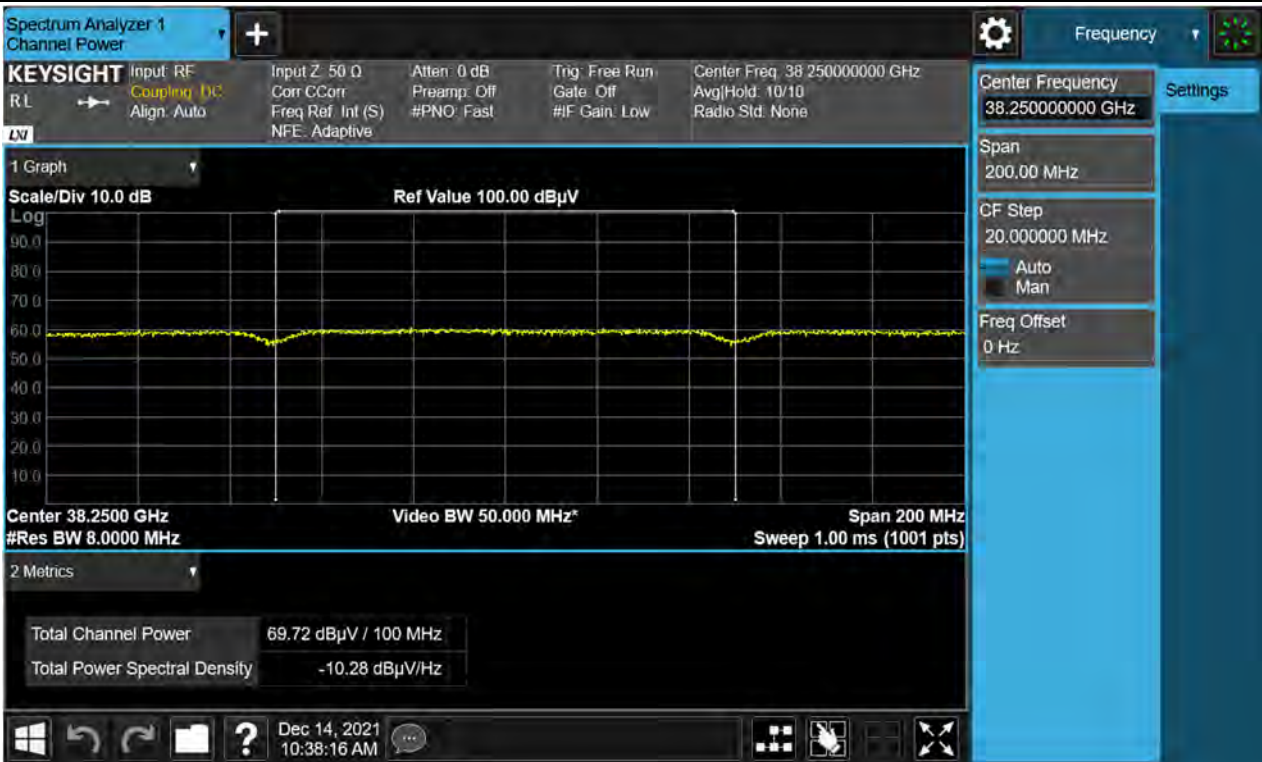 Spectrum Analyzer 1
Channel Power
+
Frequency
KEYSIGHT
RL
LXI
Input: RF
Coupling: DC
Align: Auto
Input Z: 50 Ω
Corr CCorr
Freq Ref: Int (S)
NFE: Adaptive
Atten: 0 dB
Preamp: Off
#PNO: Fast
Trig: Free Run
Gate: Off
#IF Gain: Low
Center Freq: 38.250000000 GHz
Avg|Hold: 10/10
Radio Std: None
Center Frequency
38.250000000 GHz
Settings
Span
200.00 MHz
CF Step
20.000000 MHz
Auto
Man
Freq Offset
0 Hz
1 Graph
Scale/Div 10.0 dB
Ref Value 100.00 dBµV
Log
90.0
80.0
70.0
60.0
50.0
40.0
30.0
20.0
10.0
Center 38.2500 GHz
#Res BW 8.0000 MHz
Video BW 50.000 MHz*
Span 200 MHz
Sweep 1.00 ms (1001 pts)
2 Metrics
Total Channel Power 69.72 dBµV / 100 MHz
Total Power Spectral Density -10.28 dBµV/Hz
?
Dec 14, 2021
10:38:16 AM